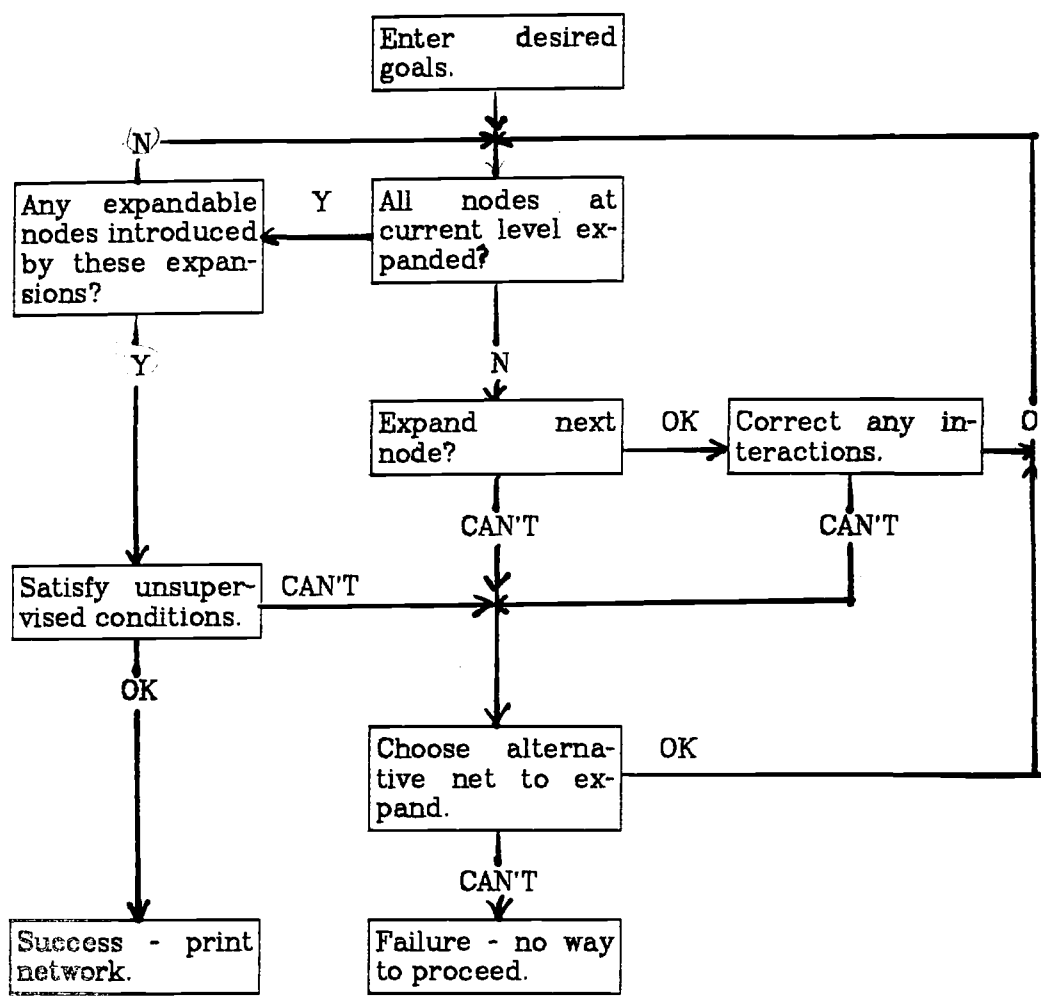 Enter desired
goals.
(N)
Any expandable
nodes introduced
by these expan-
sions?
Y
All nodes at
current level ex-
panded?
Y
N
Expand next
node?
OK
Correct any in-
teractions.
O
CAN'T
CAN'T
Satisfy unsuper-
vised conditions.
CAN'T
OK
Choose alterna-
tive net to ex-
pand.
OK
CAN'T
Success - print
network.
Failure - no way
to proceed.